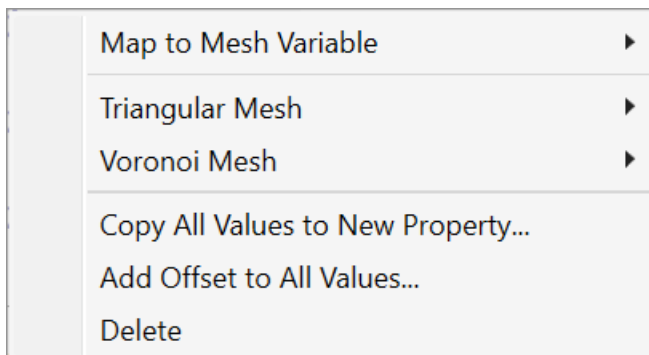 Map to Mesh Variable
Triangular Mesh
Voronoi Mesh
Copy All Values to New Property...
Add Offset to All Values...
Delete